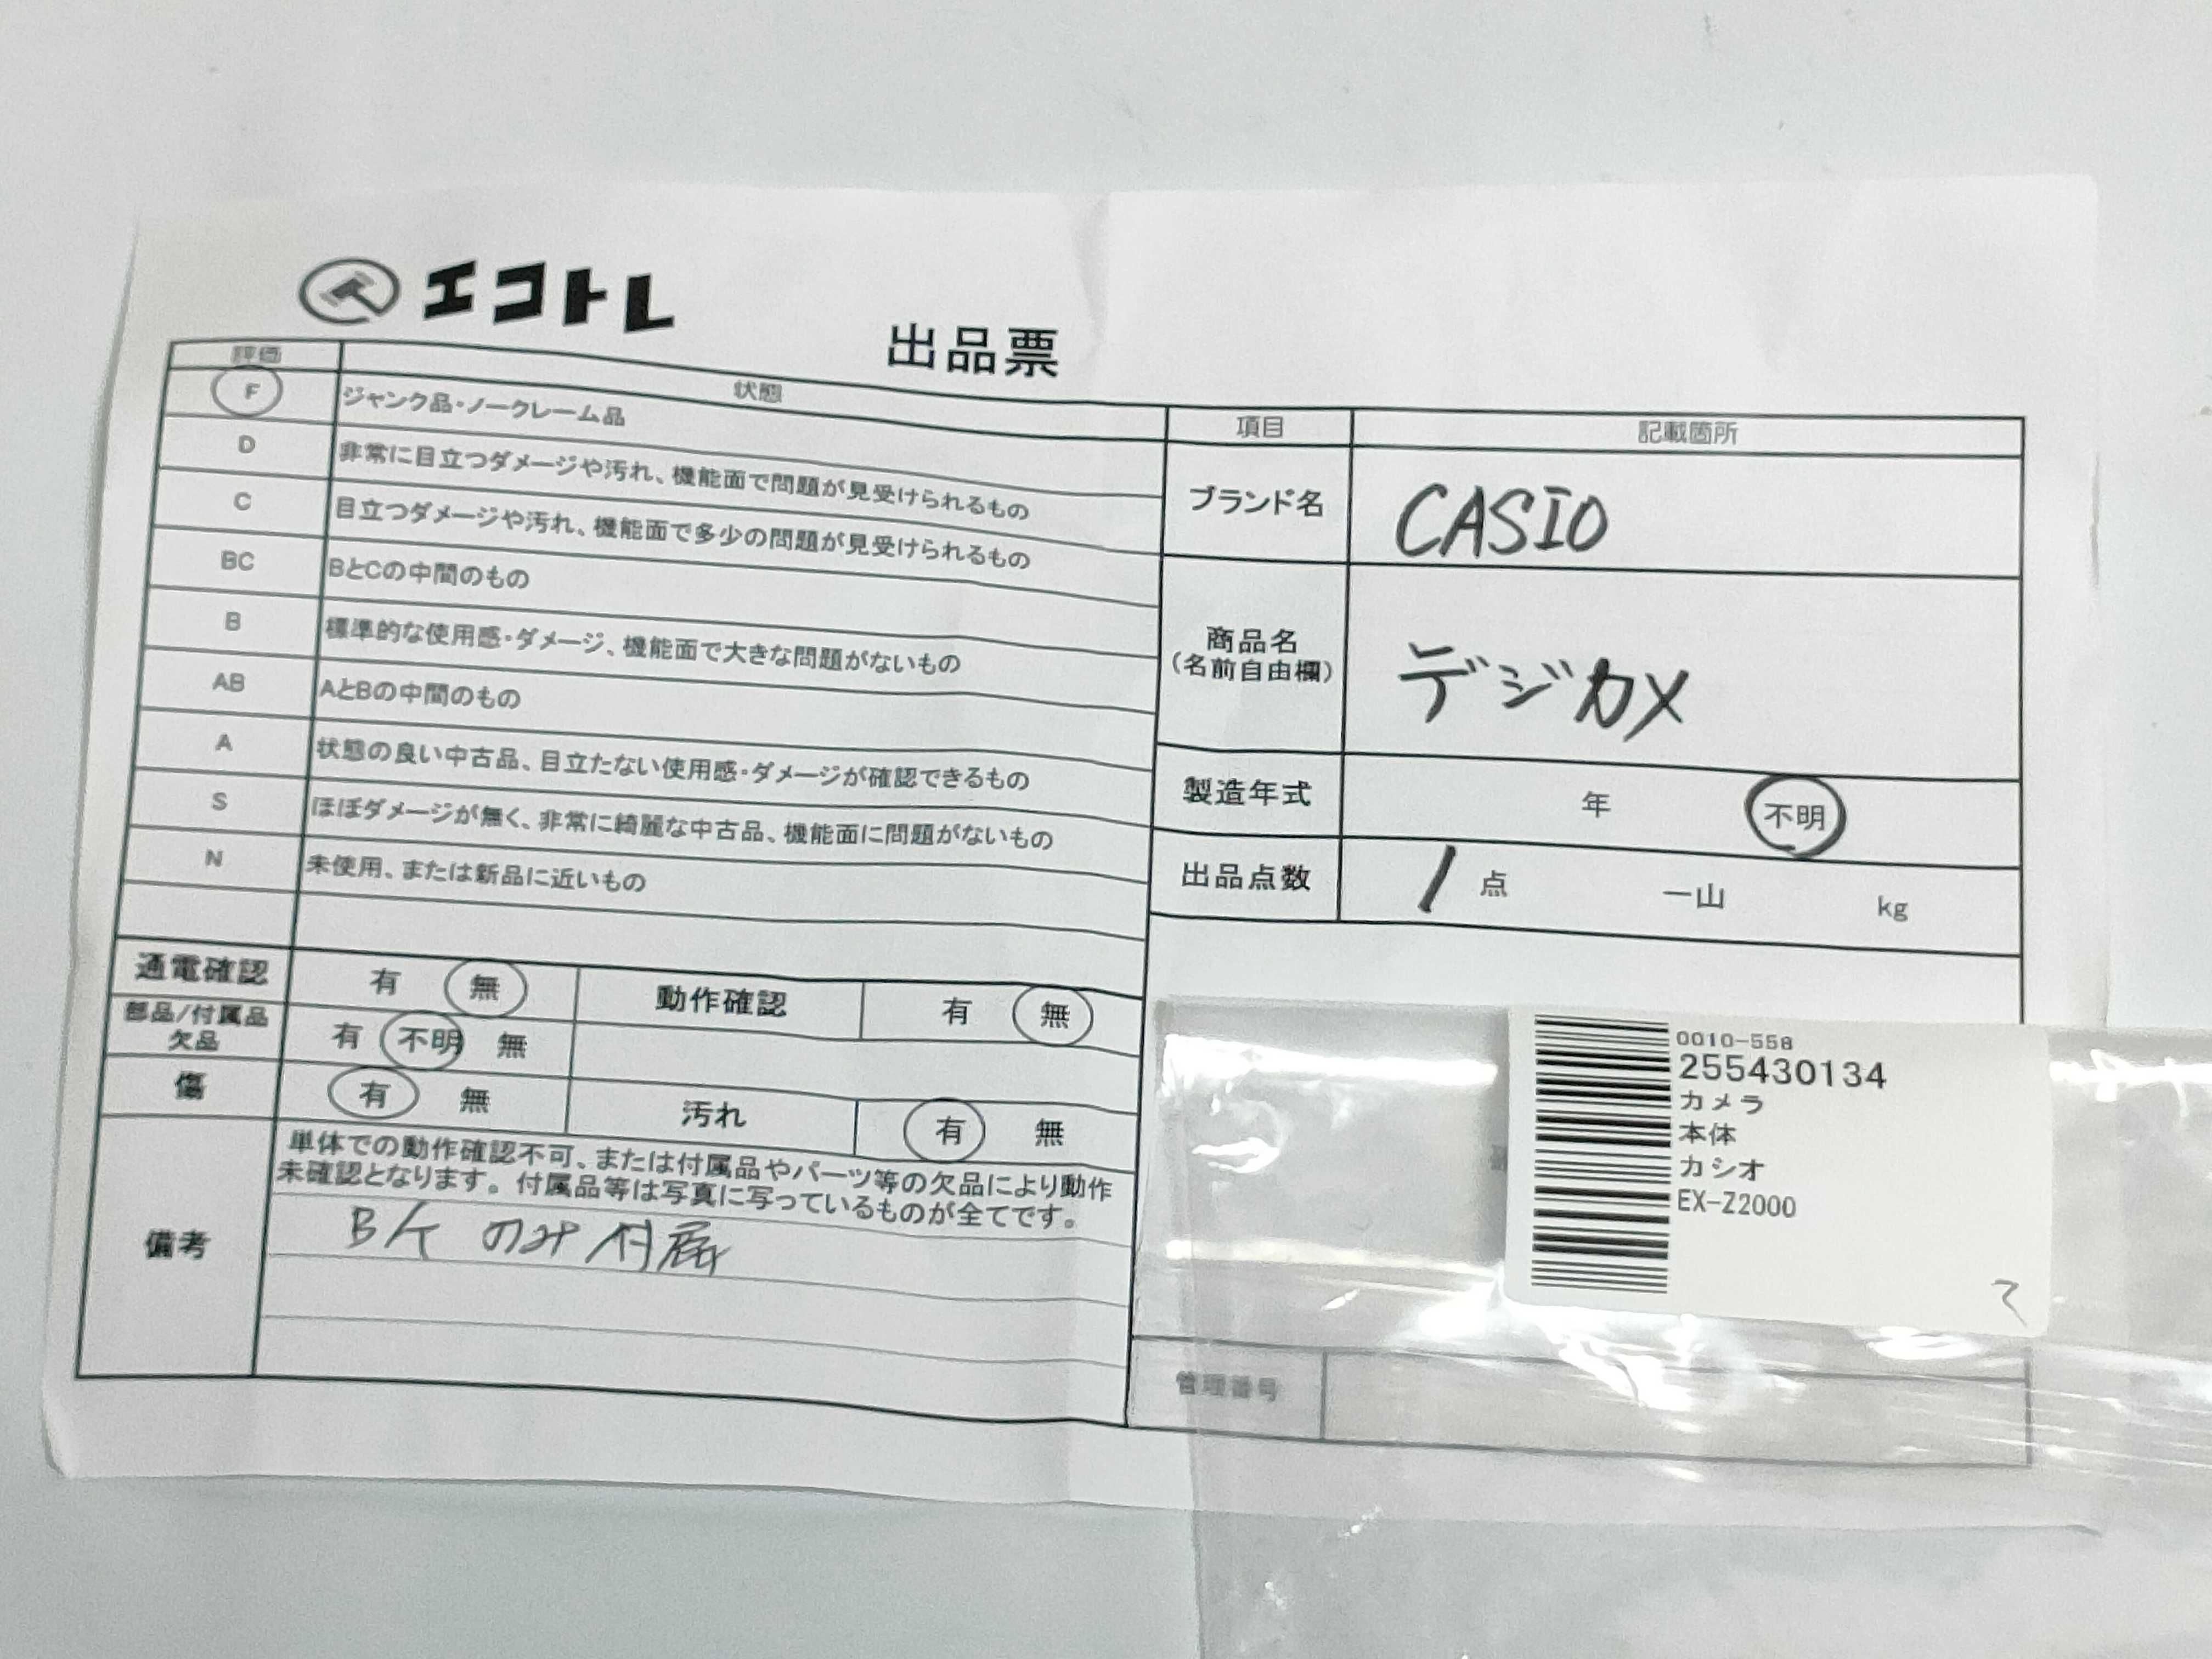 エコトレ
出品票
評価 状態
F ジャンク品・ノークレーム品
D 非常に目立つダメージや汚れ、機能面で問題が見受けられるもの
C 目立つダメージや汚れ、機能面で多少の問題が見受けられるもの
BC BとCの中間のもの
B 標準的な使用感・ダメージ、機能面で大きな問題がないもの
AB AとBの中間のもの
A 状態の良い中古品、目立たない使用感・ダメージが確認できるもの
S ほぼダメージが無く、非常に綺麗な中古品、機能面に問題がないもの
N 未使用、または新品に近いもの
通電確認 有 無 動作確認 有 無
部品/付属品
欠品 有 不明 無
傷 有 無 汚れ 有 無
備考
単体での動作確認不可、または付属品やパーツ等の欠品により動作
未確認となります。付属品等は写真に写っているものが全てです。
B/T のみ付属
項目 記載箇所
ブランド名 CASIO
商品名
(名前自由欄) デジカメ
製造年式 年 不明
出品点数 1 点 一山 kg
0010-558
255430134
カメラ
本体
カシオ
EX-Z2000
管理番号